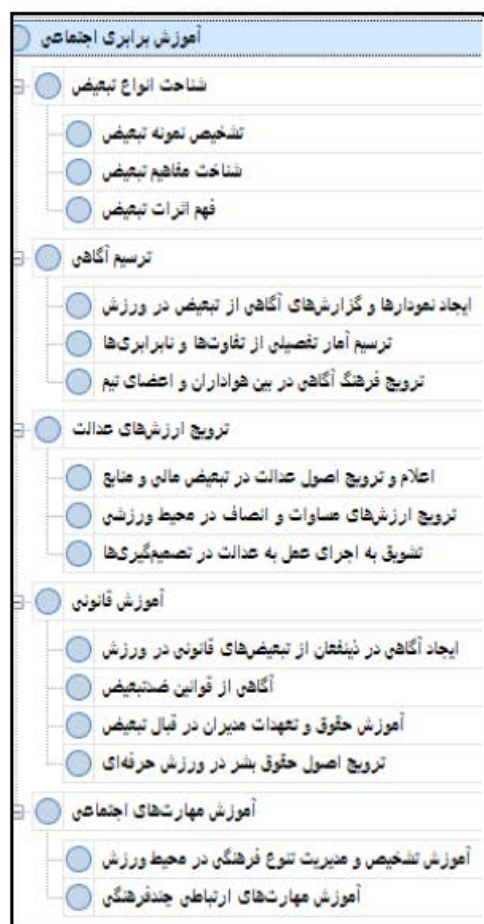 آموزش برابری اجتماعی
شناخت انواع تبعیض
تشخیص نمونه تبعیض
شناخت مفاهیم تبعیض
فهم اثرات تبعیض
ترسیم آگاهی
ایجاد نمودارها و گزارش‌های آگاهی از تبعیض در ورزش
ترسیم آمار تفصیلی از تفاوت‌ها و نابرابری‌ها
ترویج فرهنگ آگاهی در بین هواداران و اعضای تیم
ترویج ارزش‌های عدالت
اعلام و ترویج اصول عدالت در تبعیض مالی و منابع
ترویج ارزش‌های مساوات و انصاف در محیط ورزشی
تشویق به اجرای عمل به عدالت در تصمیم‌گیری‌ها
آموزش قانونی
ایجاد آگاهی در ذینفعان از تبعیض‌های قانونی در ورزش
آگاهی از قوانین ضدتبعیض
آموزش حقوق و تعهدات مدیران در قبال تبعیض
ترویج اصول حقوق بشر در ورزش حرفه‌ای
آموزش مهارت‌های اجتماعی
آموزش تشخیص و مدیریت تنوع فرهنگی در محیط ورزش
آموزش مهارت‌های ارتباطی چندفرهنگی